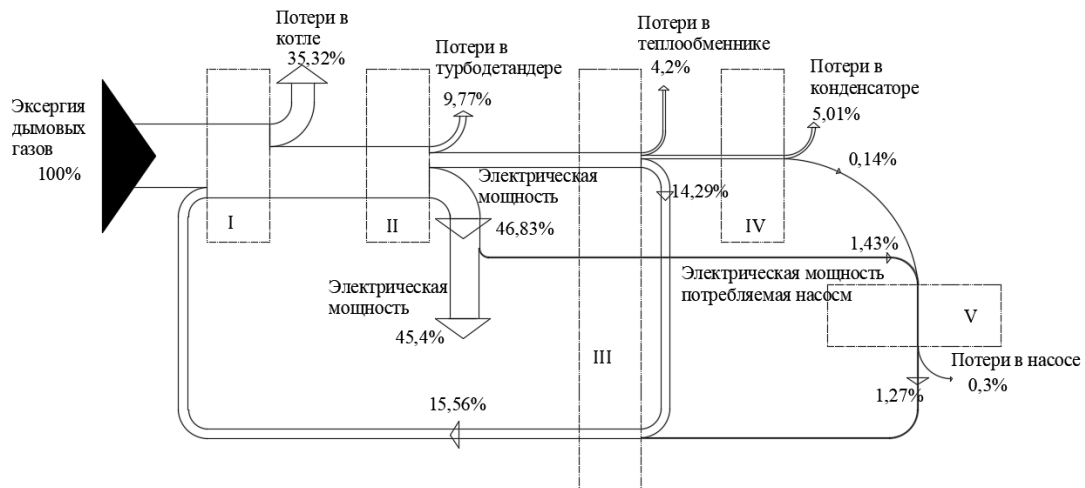 Потери в
котле
35,32%
Потери в
турбодетандере
9,77%
Потери в
теплообменнике
4,2%
Потери в
конденсаторе
5,01%
Эксергия
дымовых
газов
100%
0,14%
Электрическая
мощность
46,83%
14,29%
I
II
IV
1,43%
Электрическая мощность
потребляемая насосм
Электрическая
мощность
45,4%
V
III
Потери в насосе
0,3%
1,27%
15,56%